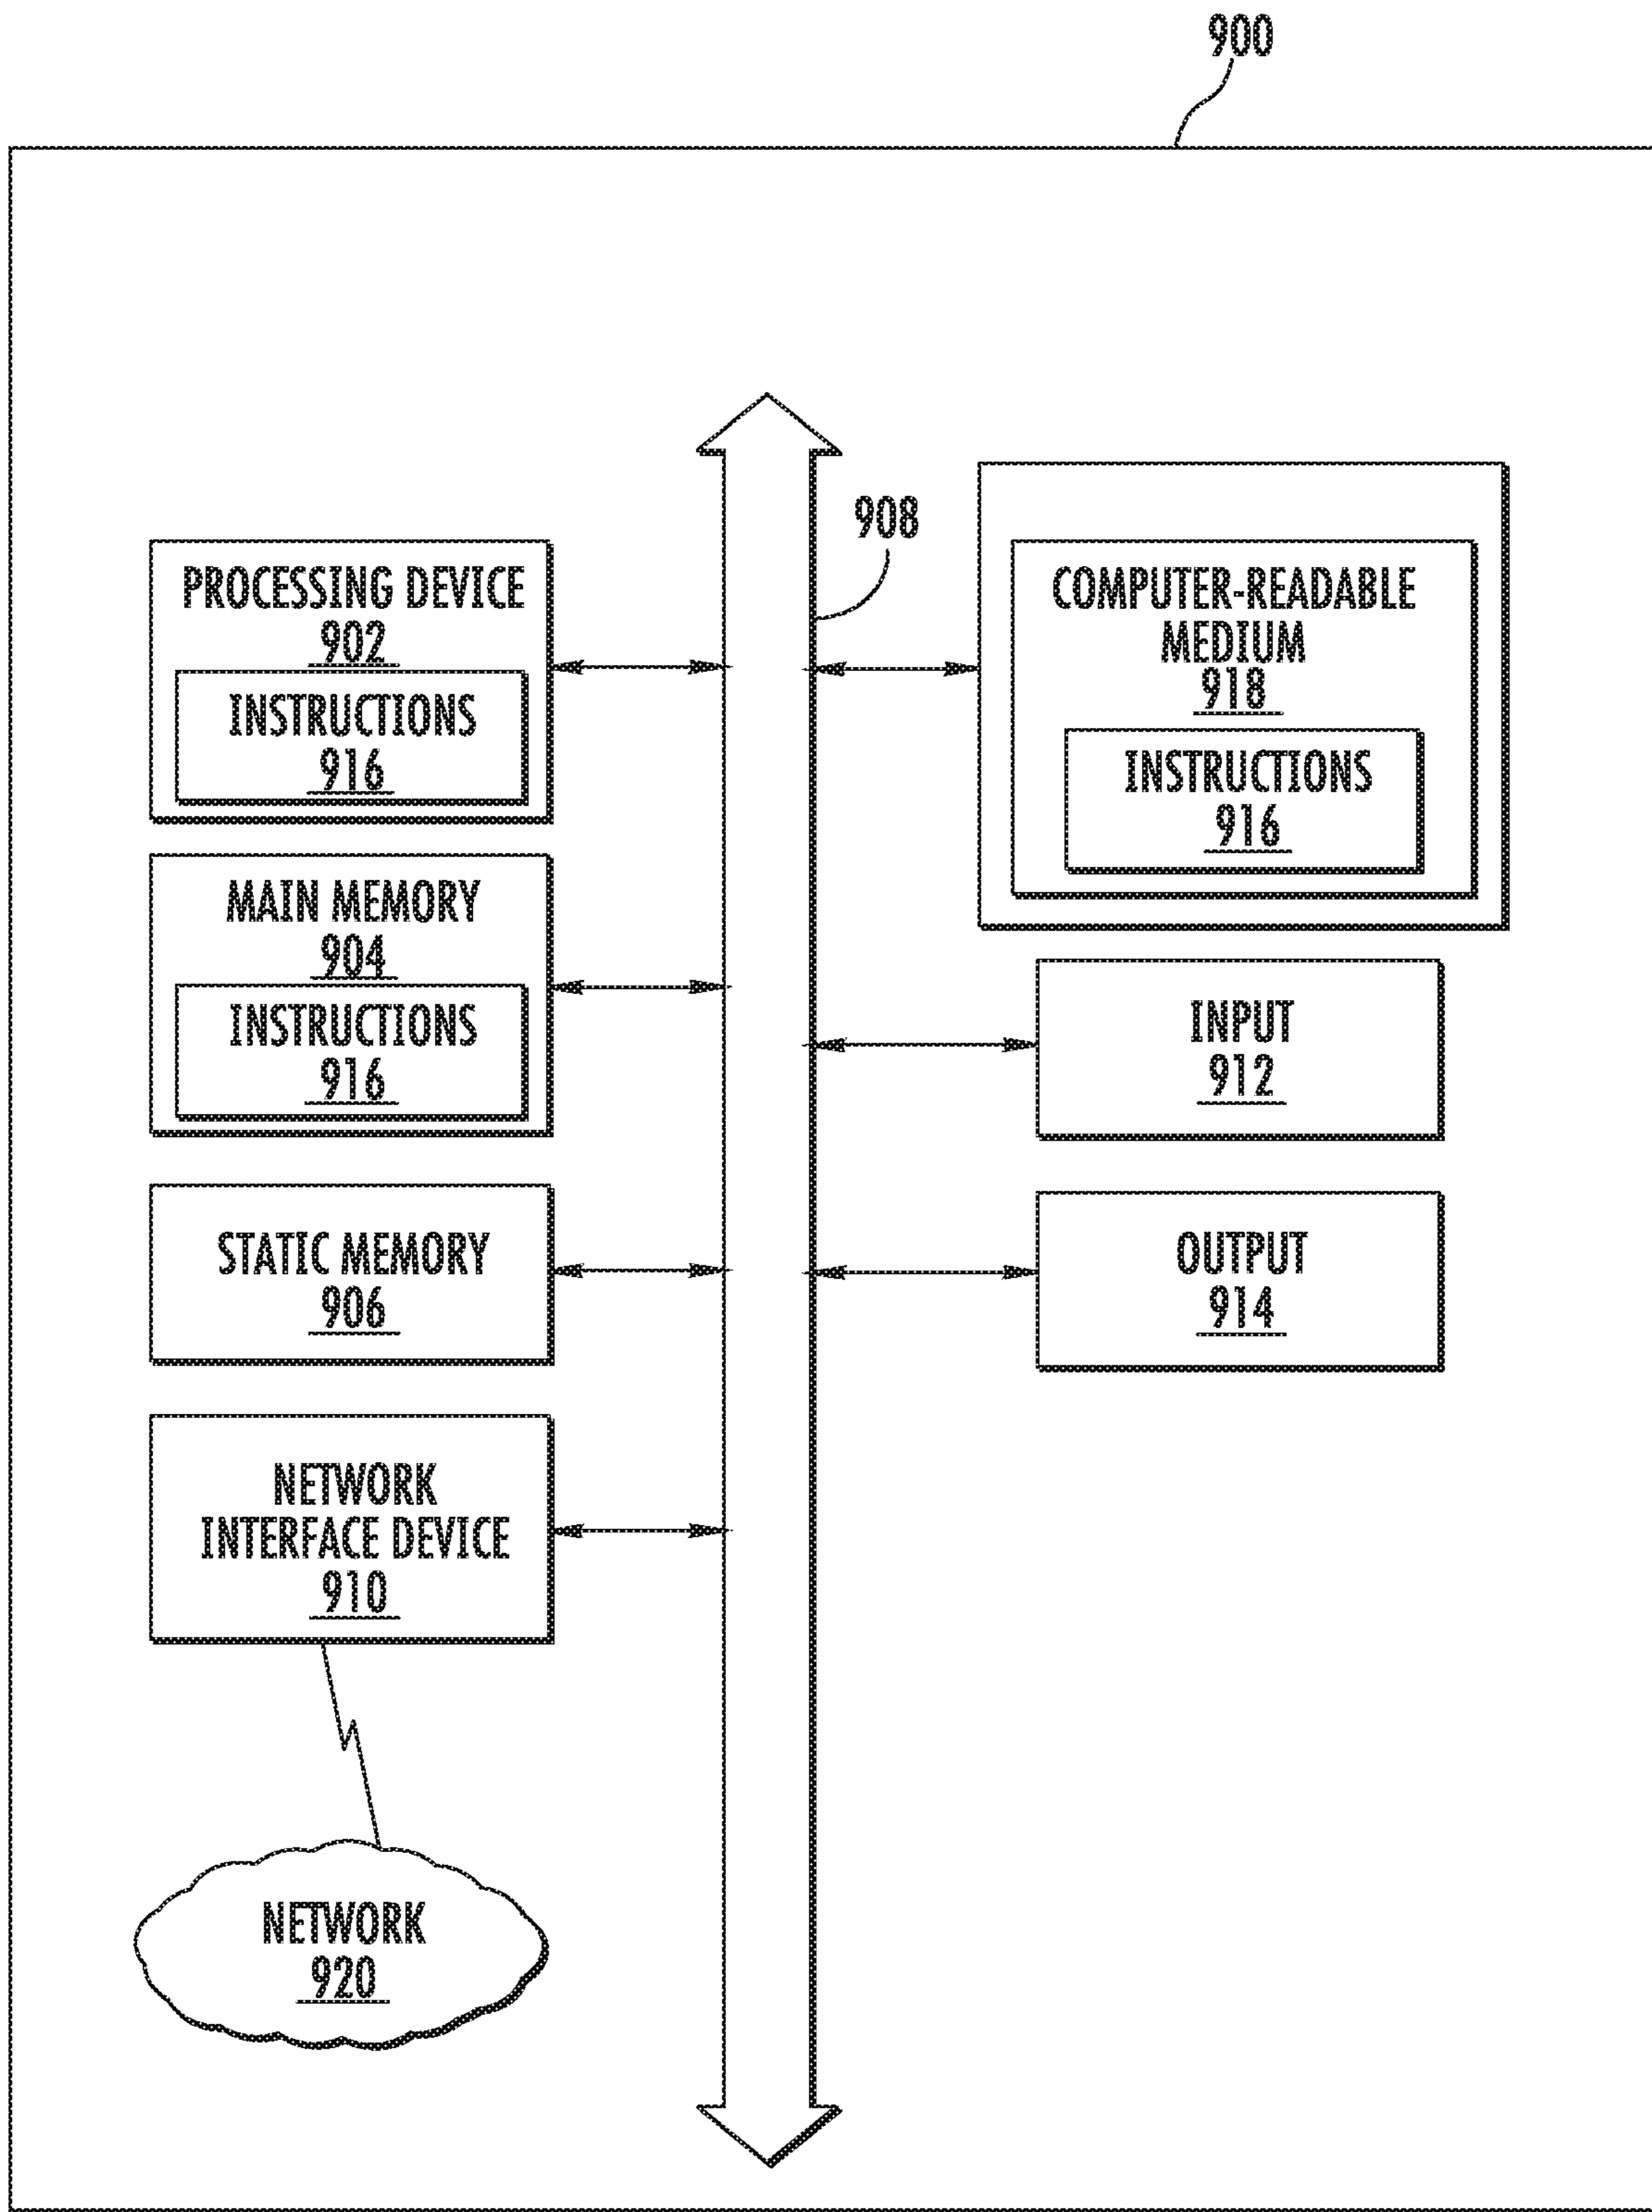 900
908
PROCESSING DEVICE
902
INSTRUCTIONS
916
MAIN MEMORY
904
INSTRUCTIONS
916
STATIC MEMORY
906
NETWORK
INTERFACE DEVICE
910
NETWORK
920
COMPUTER-READABLE
MEDIUM
918
INSTRUCTIONS
916
INPUT
912
OUTPUT
914